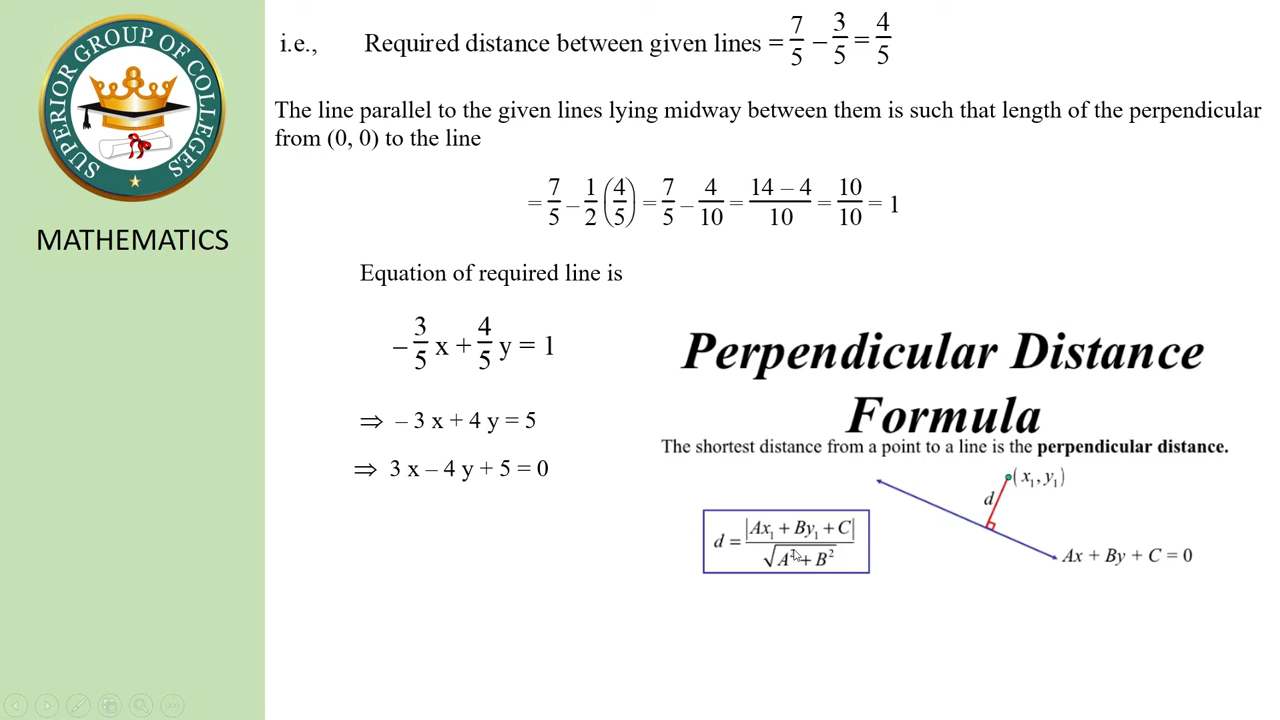 SUPERIOR GROUP OF COLLEGES
MATHEMATICS
i.e., Required distance between given lines = 7/5 – 3/5 = 4/5
The line parallel to the given lines lying midway between them is such that length of the perpendicular
from (0, 0) to the line
= 7/5 – 1/2 (4/5) = 7/5 – 4/10 = (14 – 4)/10 = 10/10 = 1
Equation of required line is
– 3/5 x + 4/5 y = 1
⇒ – 3 x + 4 y = 5
⇒ 3 x – 4 y + 5 = 0
Perpendicular Distance
Formula
The shortest distance from a point to a line is the perpendicular distance.
(x₁, y₁)
d
d = |Ax₁ + By₁ + C| / √(A² + B²)
Ax + By + C = 0